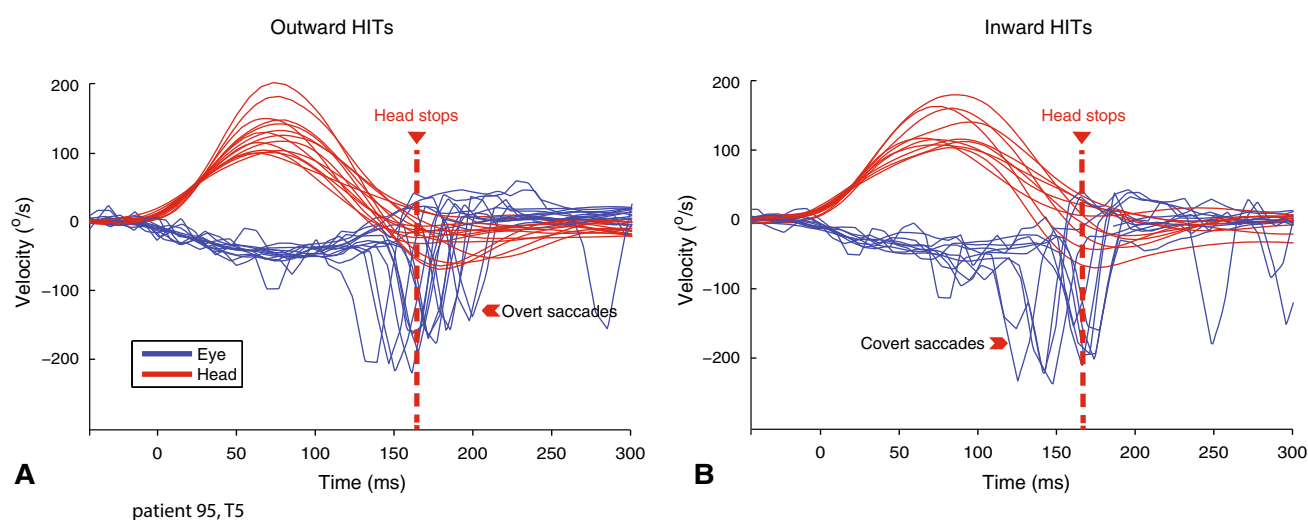 Outward HITs
200
100
0
−100
−200
Velocity (⁰/s)
Head stops
Overt saccades
Eye
Head
0
50
100
150
200
250
300
Time (ms)
A
patient 95, T5
Inward HITs
200
100
0
−100
−200
Velocity (⁰/s)
Head stops
Covert saccades
0
50
100
150
200
250
300
Time (ms)
B